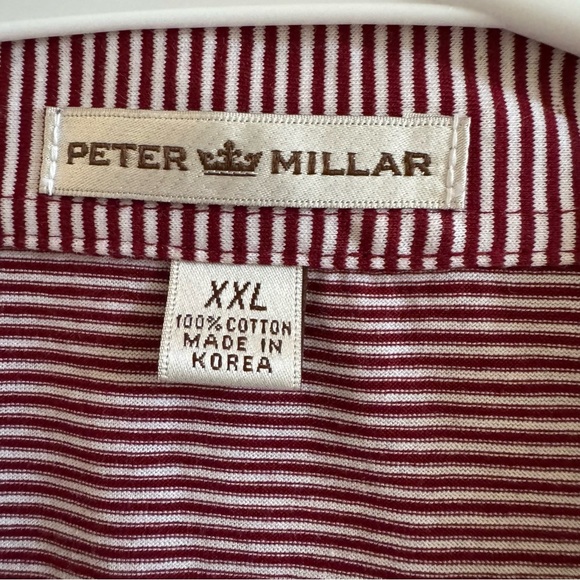 PETER MILLAR
XXL
100% COTTON
MADE IN
KOREA